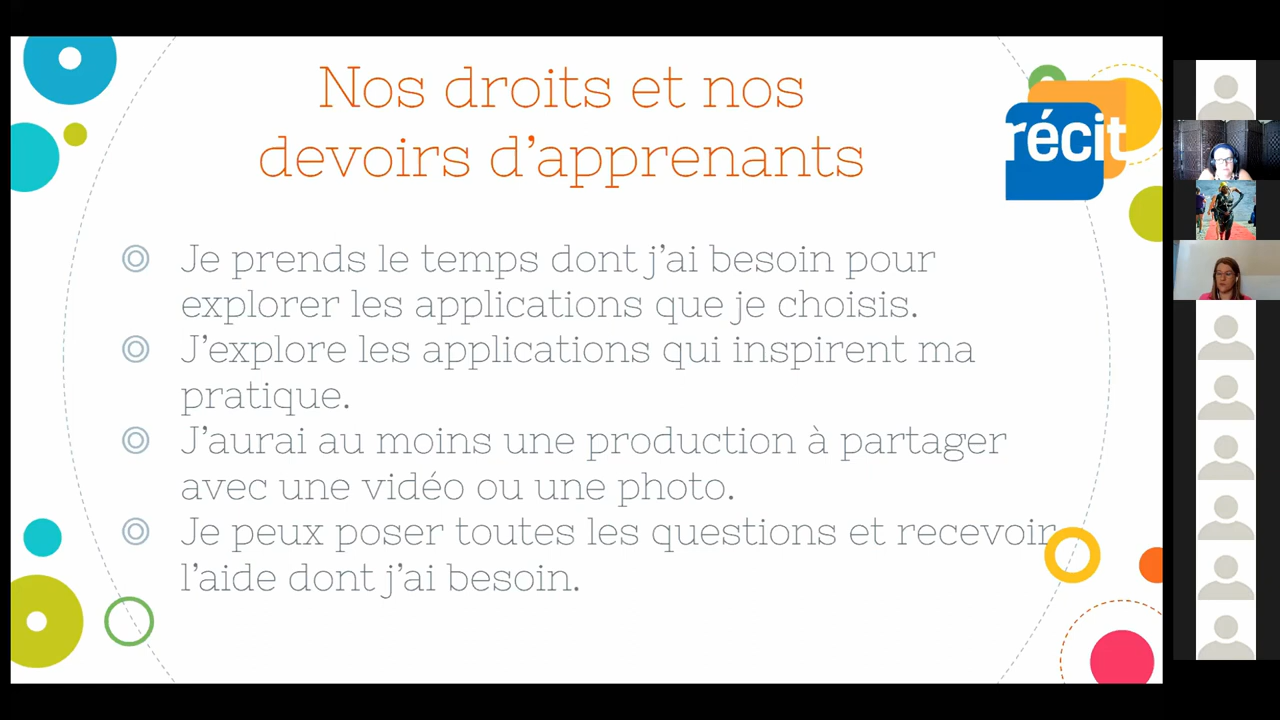 Nos droits et nos
devoirs d'apprenants
récit
Je prends le temps dont j'ai besoin pour
explorer les applications que je choisis.
J'explore les applications qui inspirent ma
pratique.
J'aurai au moins une production à partager
avec une vidéo ou une photo.
Je peux poser toutes les questions et recevoir
l'aide dont j'ai besoin.